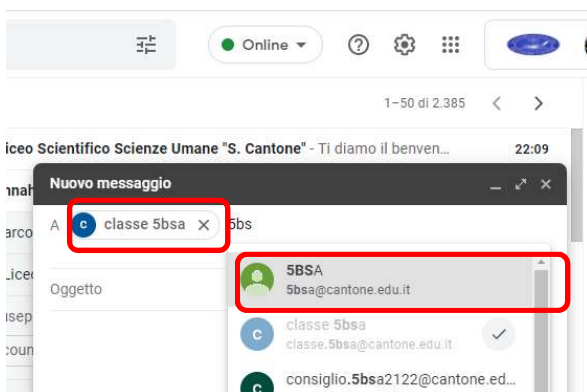 Online
1–50 di 2.385
iceo Scientifico Scienze Umane "S. Cantone" - Ti diamo il benven... 22:09
Nuovo messaggio
A c classe 5bsa 5bs
Oggetto
5BSA
5bsa@cantone.edu.it
c classe 5bsa
classe.5bsa@cantone.edu.it
c consiglio.5bsa2122@cantone.ed...